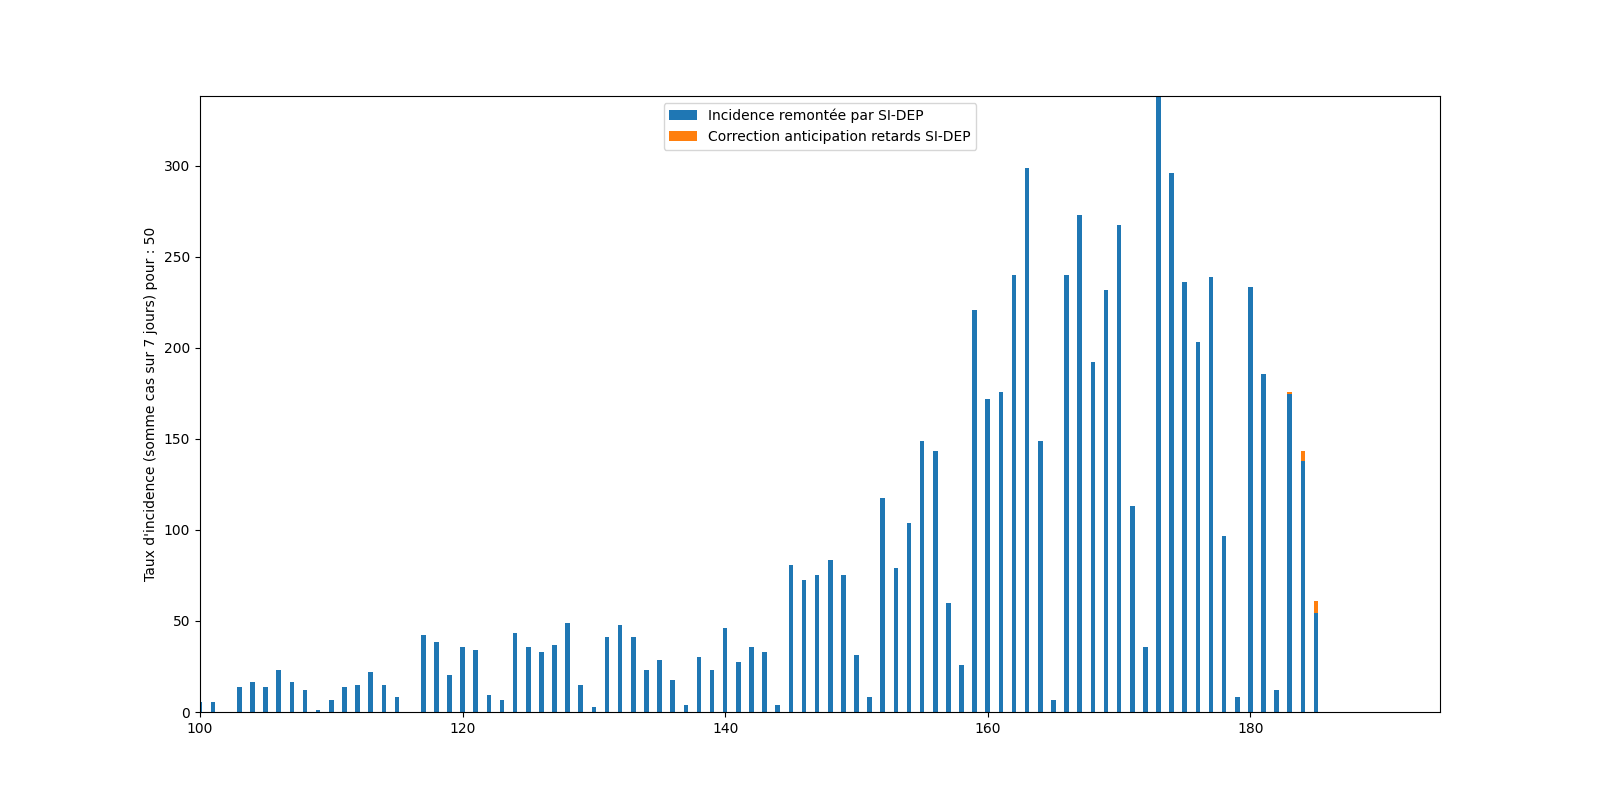 Incidence remontée par SI-DEP
Correction anticipation retards SI-DEP
Taux d'incidence (somme cas sur 7 jours) pour : 50
300
250
200
150
100
50
0
100 120 140 160 180